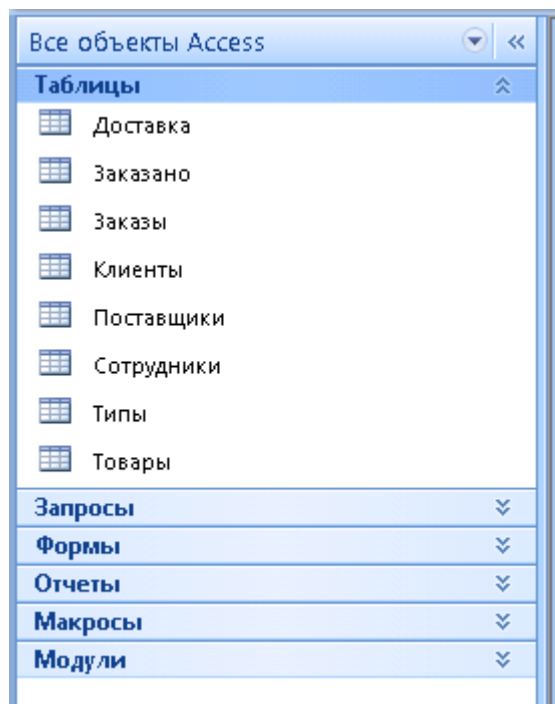 Все объекты Access
Таблицы
Доставка
Заказано
Заказы
Клиенты
Поставщики
Сотрудники
Типы
Товары
Запросы
Формы
Отчеты
Макросы
Модули